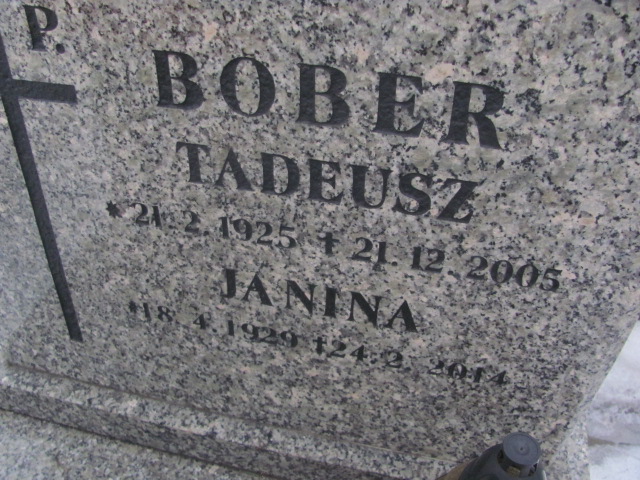 P.
BOBER
TADEUSZ
*21.2.1925 †21.12.2005
JANINA
*18.4.1929 †24.2.2014